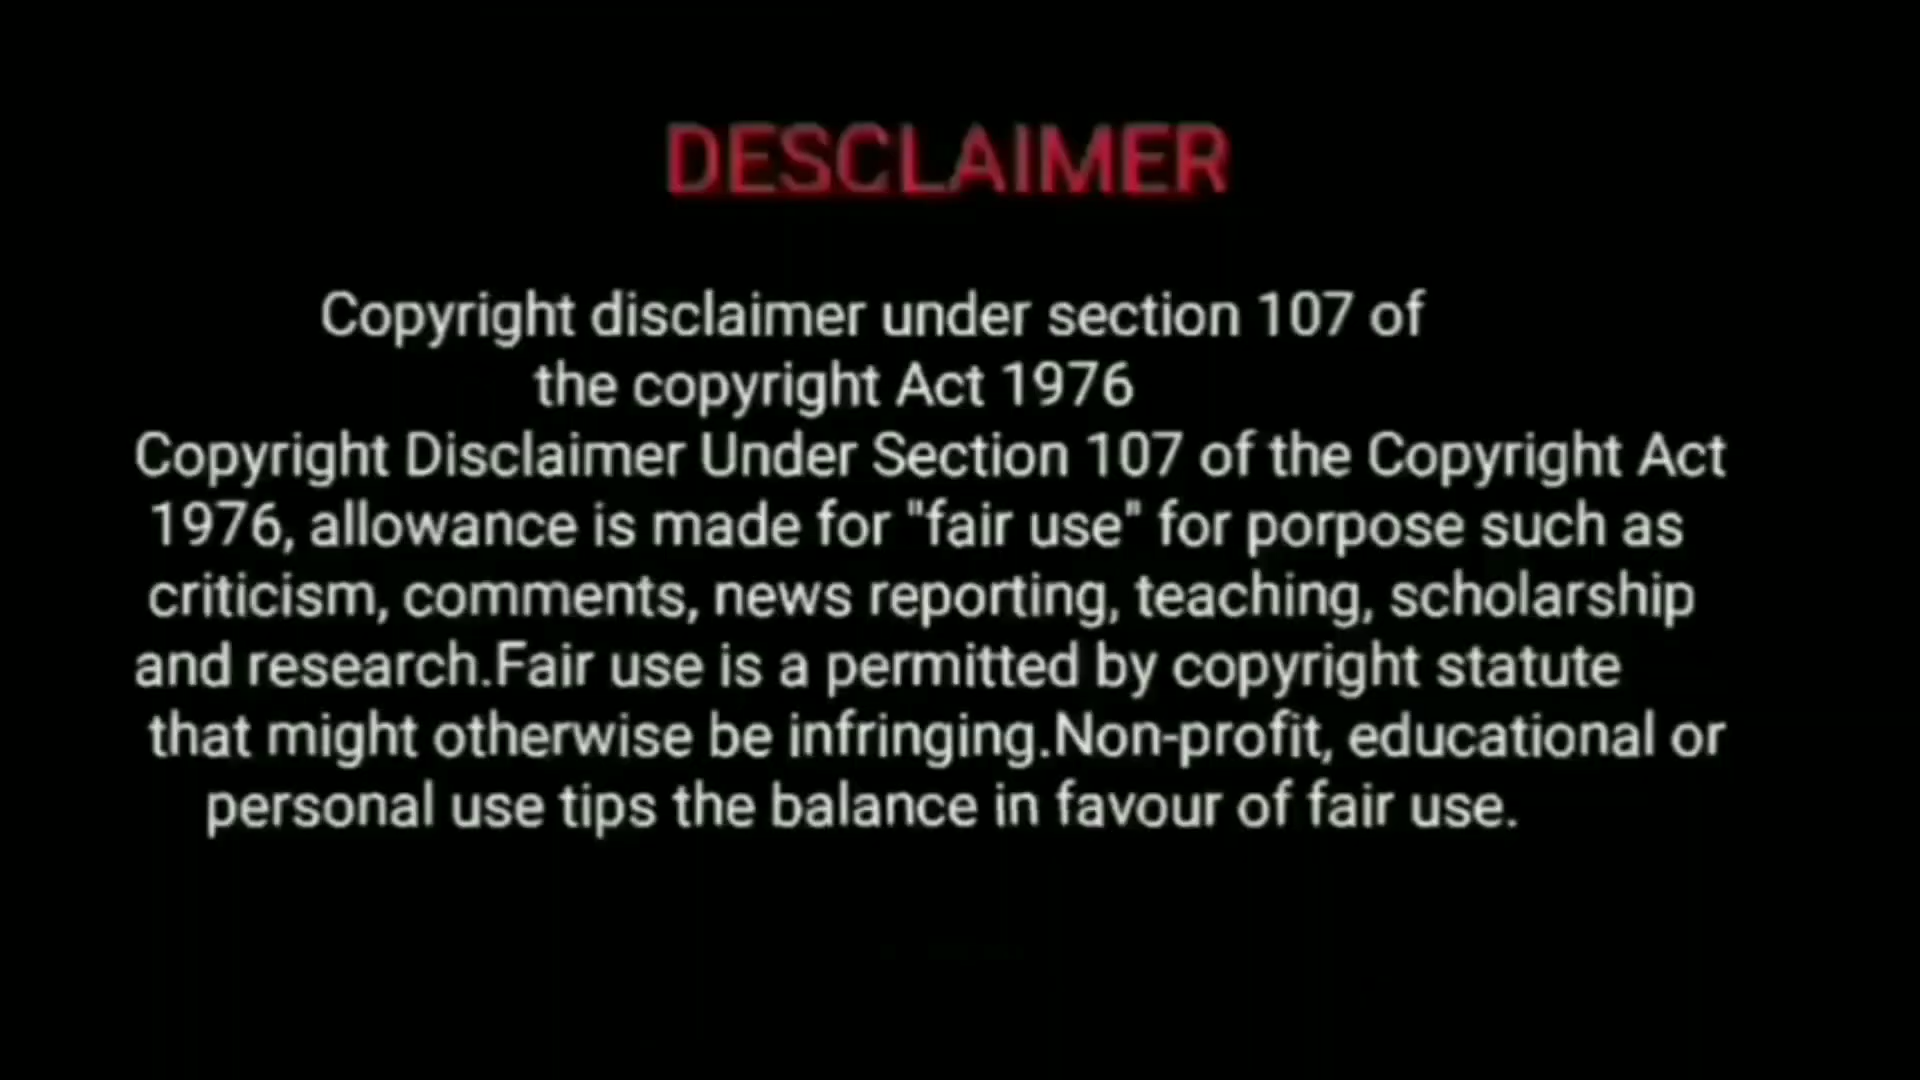 DESCLAIMER
Copyright disclaimer under section 107 of
the copyright Act 1976
Copyright Disclaimer Under Section 107 of the Copyright Act
1976, allowance is made for "fair use" for porpose such as
criticism, comments, news reporting, teaching, scholarship
and research.Fair use is a permitted by copyright statute
that might otherwise be infringing.Non-profit, educational or
personal use tips the balance in favour of fair use.